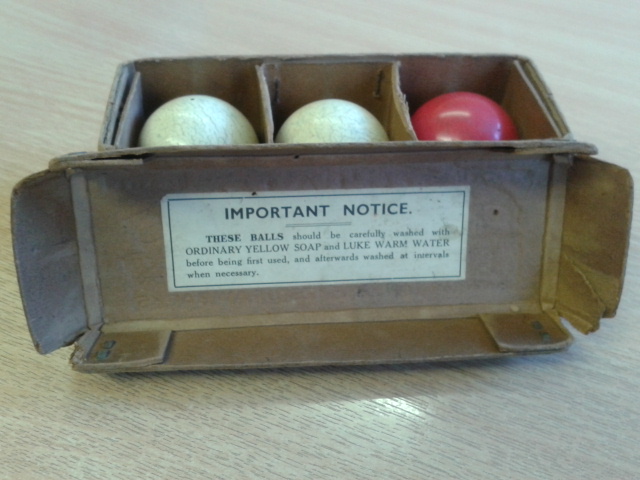 IMPORTANT NOTICE.
THESE BALLS should be carefully washed with
ORDINARY YELLOW SOAP and LUKE WARM WATER
before being first used, and afterwards washed at intervals
when necessary.